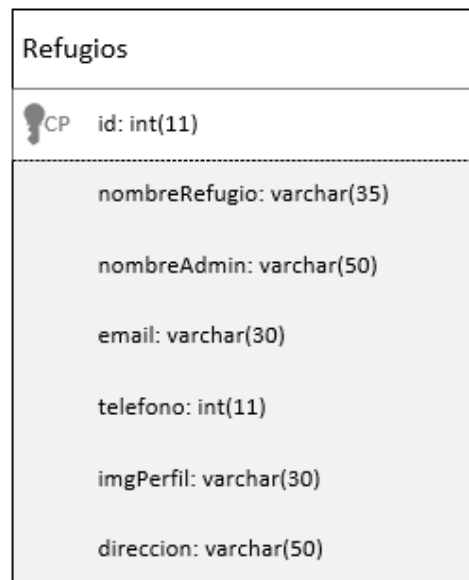 Refugios
CP id: int(11)
nombreRefugio: varchar(35)
nombreAdmin: varchar(50)
email: varchar(30)
telefono: int(11)
imgPerfil: varchar(30)
direccion: varchar(50)